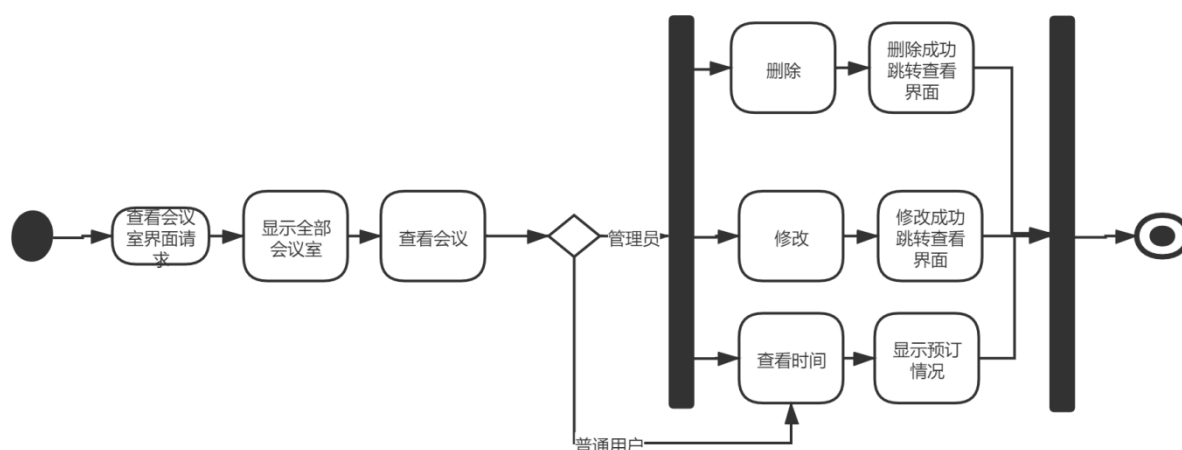 查看会议
室界面请
求
显示全部
会议室
查看会议
管理员
普通用户
删除
删除成功
跳转查看
界面
修改
修改成功
跳转查看
界面
查看时间
显示预订
情况